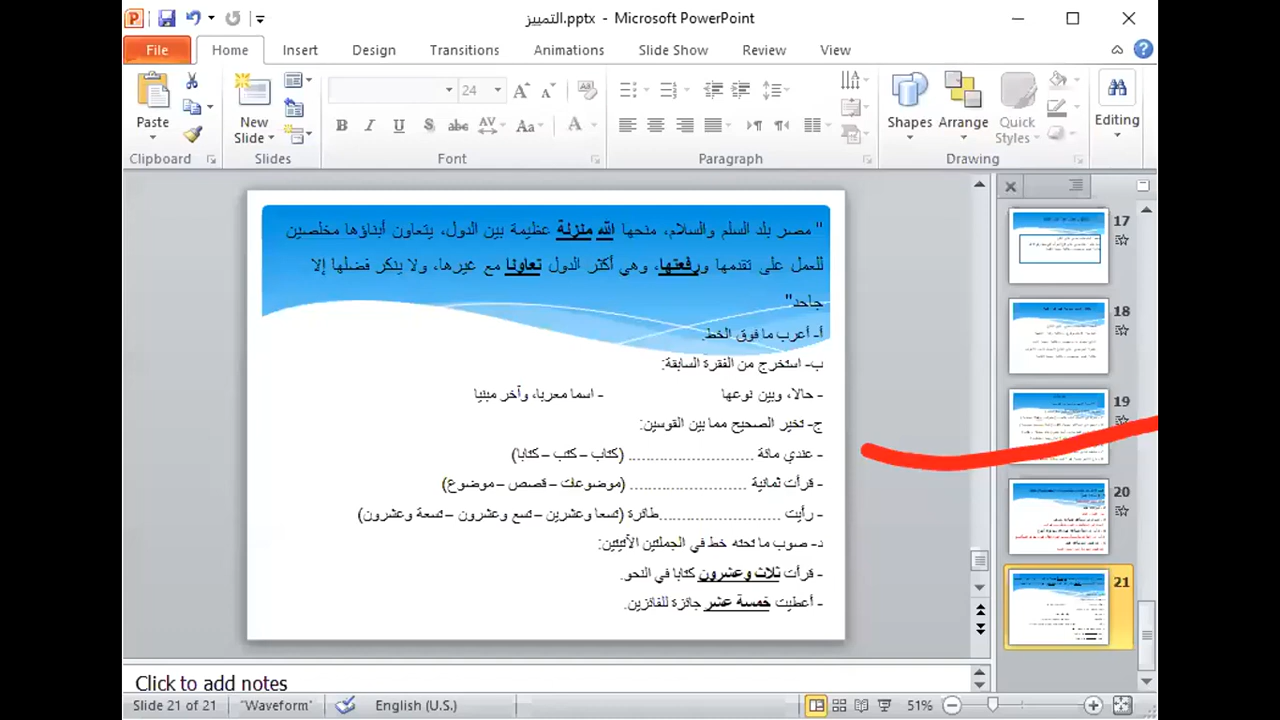 التمييز.pptx - Microsoft PowerPoint
File Home Insert Design Transitions Animations Slide Show Review View
24
Paste
New Slide
Shapes Arrange Quick Styles Editing
Clipboard Slides Font Paragraph Drawing
" مصر بلد السلم والسلام، منحها الله منزلة عظيمة بين الدول، يتعاون أبناؤها مخلصين
للعمل على تقدمها ورفعتها، وهي أكثر الدول تعاونا مع غيرها، ولا ينكر فضلها إلا
جاحد"
أ- أعرب ما فوق الخط.
ب- استخرج من الفقرة السابقة:
- حالا، وبين نوعها - اسما معربا، وآخر مبنيا
ج- تخير الصحيح مما بين القوسين:
- عندي مائة ..................... (كتاب – كتب – كتابا)
- قرأت ثمانية ..................... (موضوعات – قصص – موضوع)
- رأيت .....................طائرة (تسعا وعشرين – تسع وعشرون – تسعة وعشرون)
د- صوب ما تحته خط في الجملتين الآتيتين:
- قرأت ثلاث وعشرون كتابا في النحو.
- أعطيت خمسة عشر جائزة للفائزين.
17
18
19
20
21
Click to add notes
Slide 21 of 21 "Waveform" English (U.S.) 51%